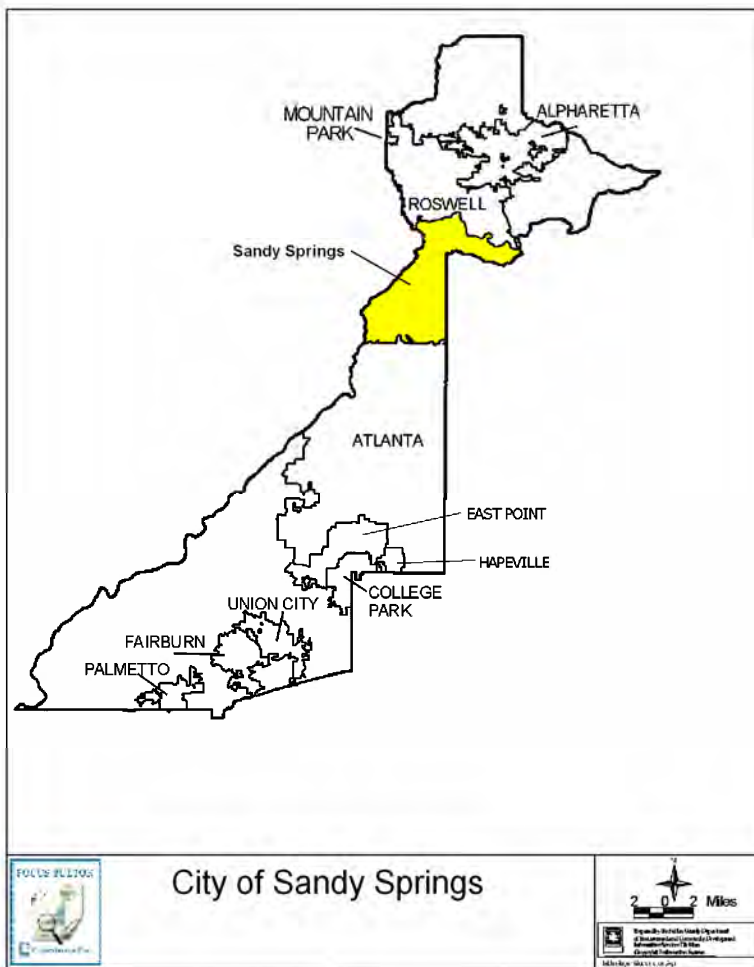 MOUNTAIN
PARK
ALPHARETTA
ROSWELL
Sandy Springs
ATLANTA
EAST POINT
HAPEVILLE
COLLEGE
PARK
UNION CITY
FAIRBURN
PALMETTO
FOCUS FULTON
City of Sandy Springs
N
2 0 2 Miles